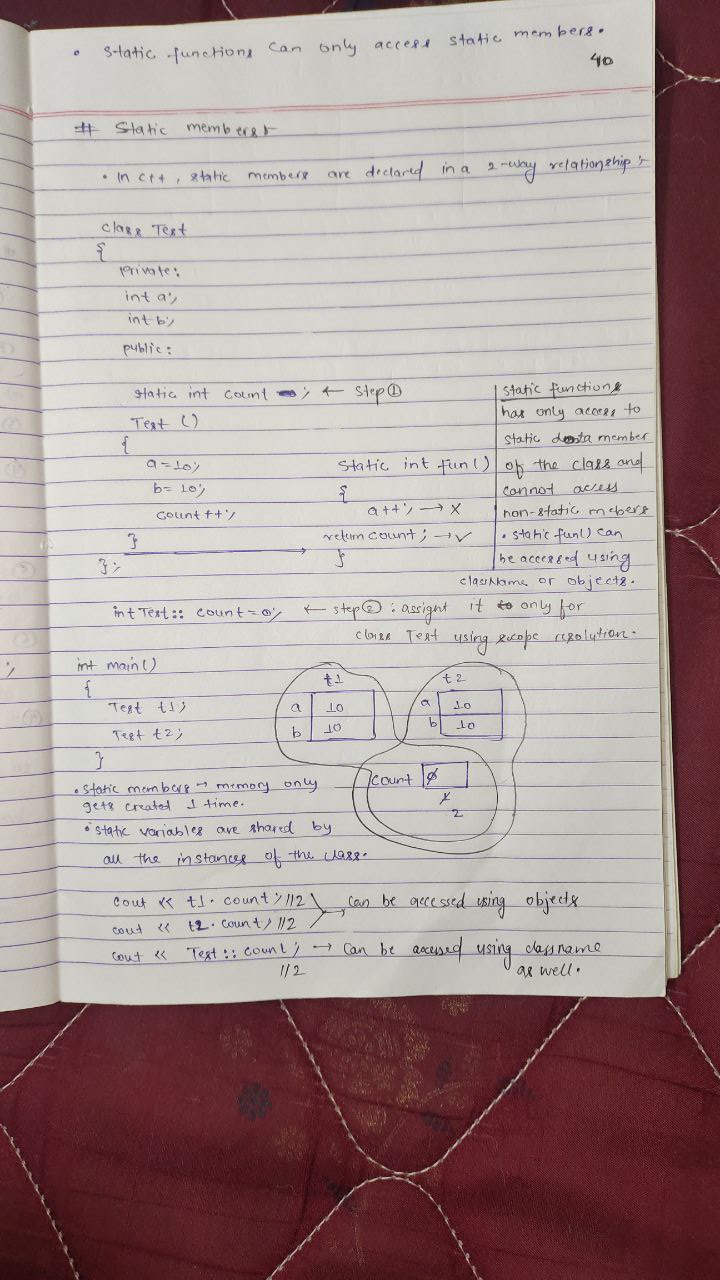 • Static functions can only access static members.
40
# Static members :-
• In C++, static members are declared in a 2-way relationship :-
class Test
{
private:
int a;
int b;
public:
static int count ; ← Step ①
Test ()
{
a=10;
b= 10;
count++;
}
};
Static int fun()
{
a++; → X
return count; → ✓
}
static functions
has only access to
static data member
of the class and
cannot access
non-static mebers
• static fun() can
be accessed using
className or objects.
int Test:: count = 0; ← step ② : assignt it only for
class Test using scope resolution.
int main()
{
Test t1;
Test t2;
}
t1
a 10
b 10
t2
a 10
b 10
count 0
1
2
• Static members → memory only
gets created 1 time.
• static variables are shared by
all the instances of the class.
cout << t1. count; //2
cout << t2. count; //2
can be accessed using objects
cout << Test:: count; → can be accessed using classname
//2 as well.